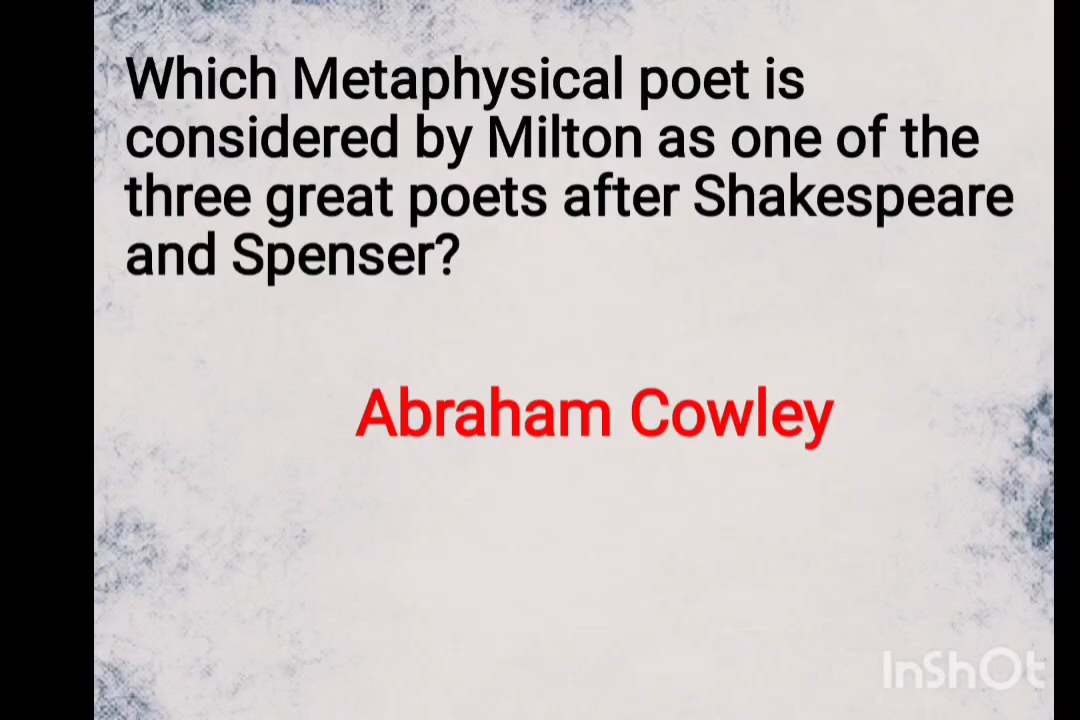 Which Metaphysical poet is
considered by Milton as one of the
three great poets after Shakespeare
and Spenser?
Abraham Cowley
InShOt